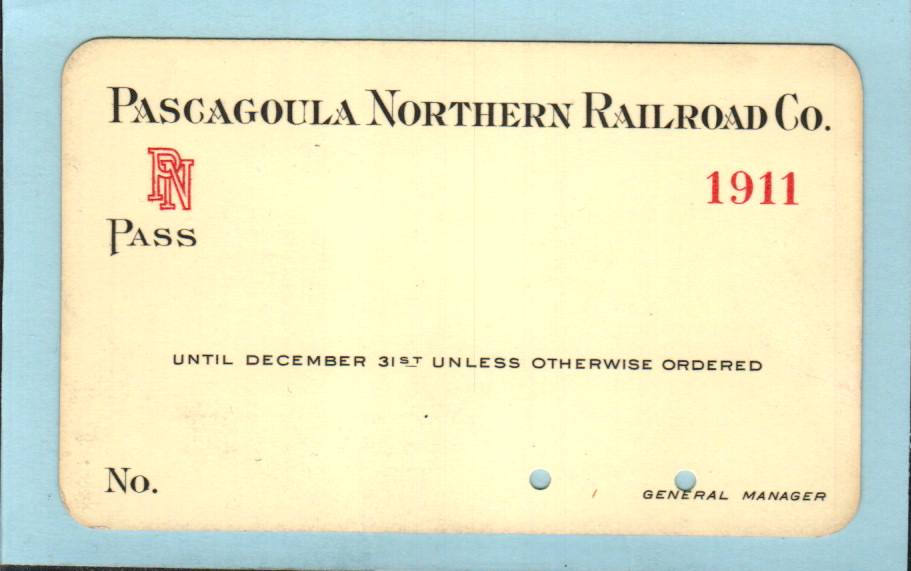 PASCAGOULA NORTHERN RAILROAD CO.
PN
1911
PASS
UNTIL DECEMBER 31ST UNLESS OTHERWISE ORDERED
No.
GENERAL MANAGER